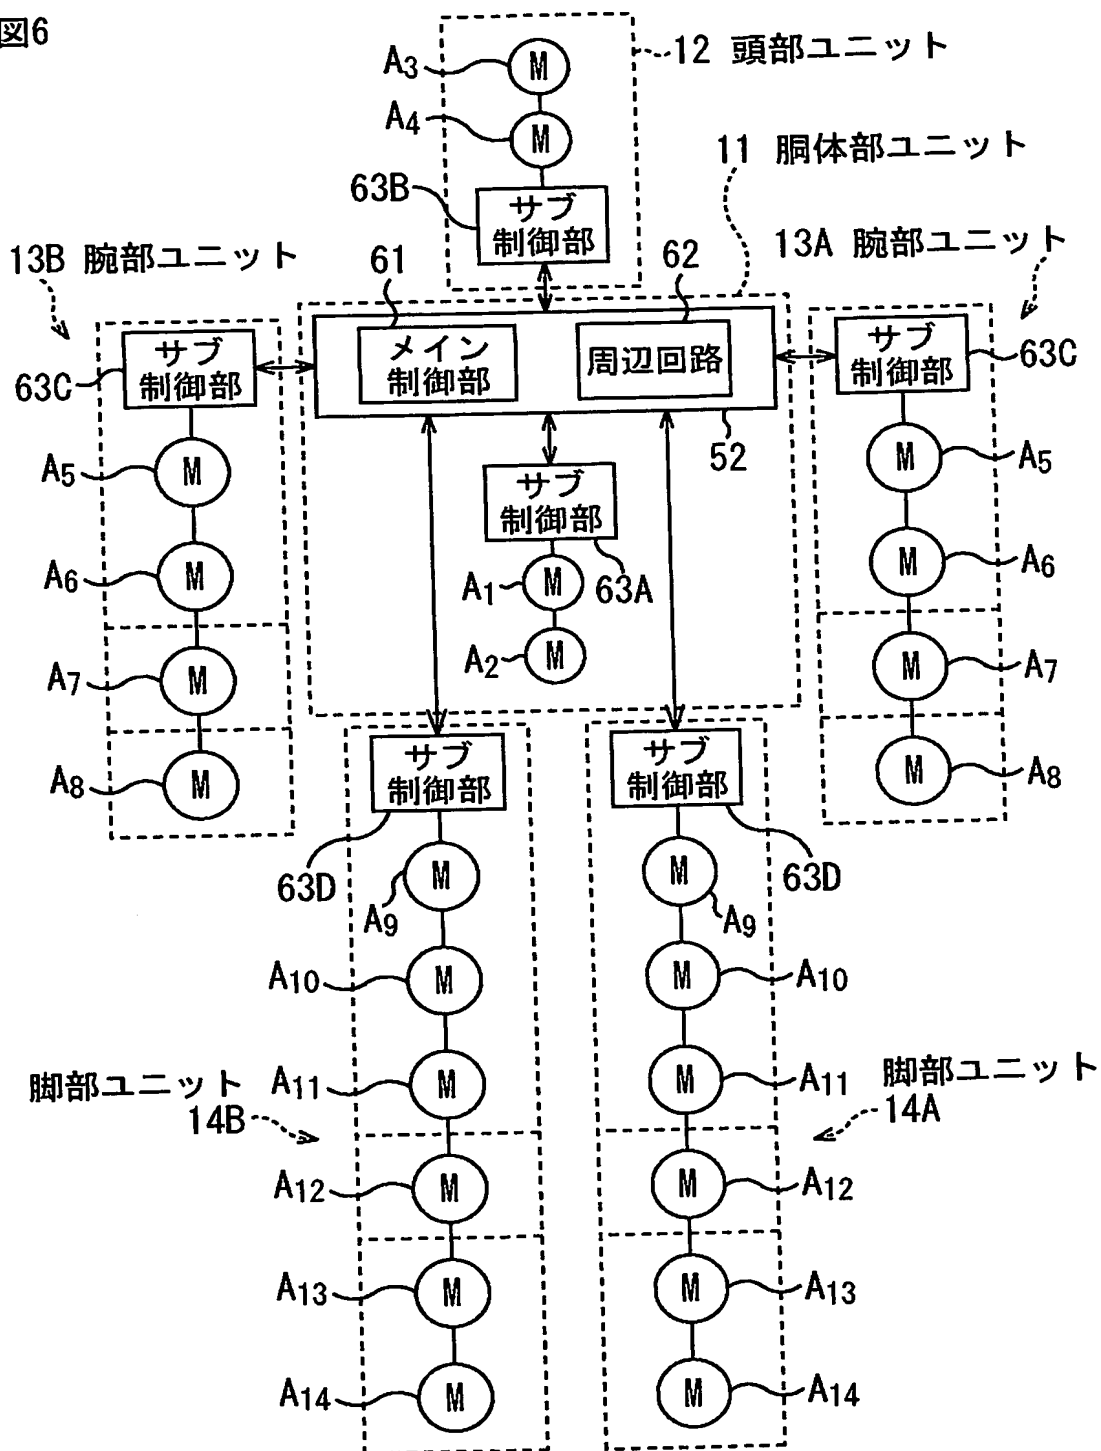 図6
A3
M
12 頭部ユニット
A4
M
11 胴体部ユニット
63B
サブ
制御部
13B 腕部ユニット
13A 腕部ユニット
61
62
サブ
制御部
63C
メイン
制御部
周辺回路
サブ
制御部
63C
52
A5
M
サブ
制御部
63A
M
A5
A6
M
A1
M
M
A6
A7
M
A2
M
M
A7
A8
M
M
A8
サブ
制御部
63D
サブ
制御部
63D
M
A9
M
A9
A10
M
M
A10
A11
M
M
A11
脚部ユニット
14B
脚部ユニット
14A
A12
M
M
A12
A13
M
M
A13
A14
M
M
A14